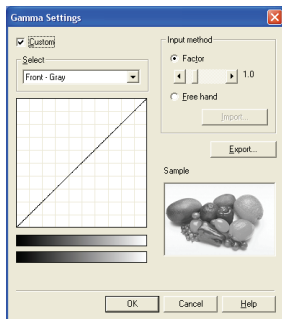 Gamma Settings
Custom
Select
Front - Gray
Input method
Factor
1.0
Free hand
Import...
Export...
Sample
OK
Cancel
Help